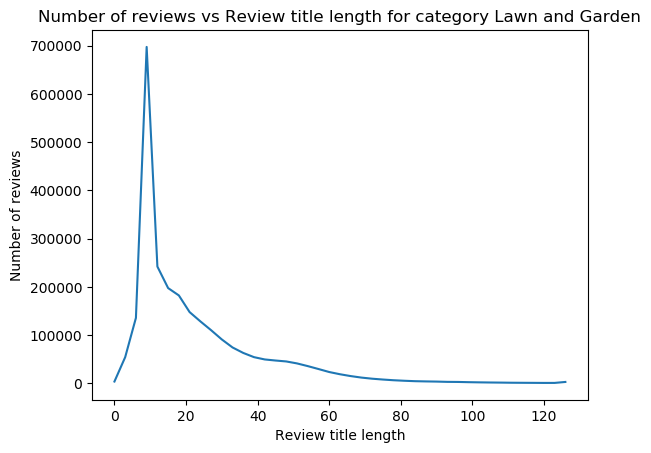 Number of reviews vs Review title length for category Lawn and Garden
700000
600000
500000
400000
300000
200000
100000
0
Number of reviews
0 20 40 60 80 100 120
Review title length